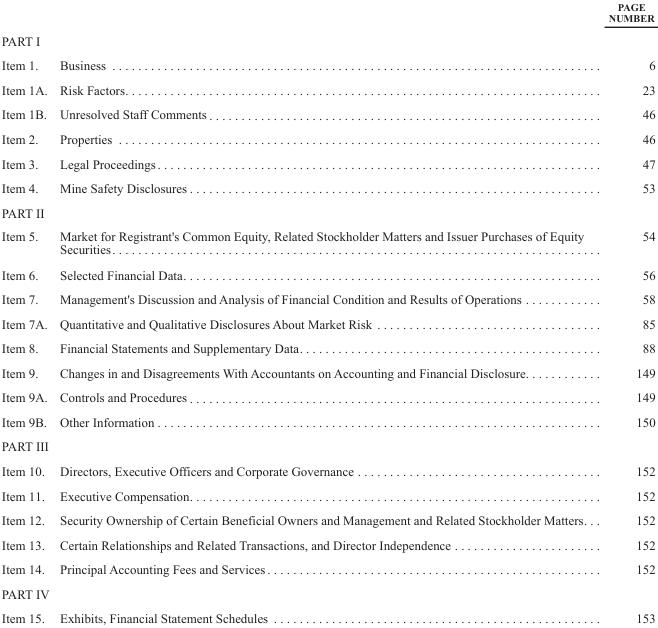 PAGE
NUMBER
PART I
Item 1. Business . . . . . . . . . . . . . . . . . . . . 6
Item 1A. Risk Factors. . . . . . . . . . . . . . . . . . . . 23
Item 1B. Unresolved Staff Comments . . . . . . . . . . . . . . . . . . . . 46
Item 2. Properties . . . . . . . . . . . . . . . . . . . . 46
Item 3. Legal Proceedings . . . . . . . . . . . . . . . . . . . . 47
Item 4. Mine Safety Disclosures . . . . . . . . . . . . . . . . . . . . 53
PART II
Item 5. Market for Registrant's Common Equity, Related Stockholder Matters and Issuer Purchases of Equity 54
Securities . . . . . . . . . . . . . . . . . . . .
Item 6. Selected Financial Data. . . . . . . . . . . . . . . . . . . . 56
Item 7. Management's Discussion and Analysis of Financial Condition and Results of Operations . . . . . . . . . . . . 58
Item 7A. Quantitative and Qualitative Disclosures About Market Risk . . . . . . . . . . . . . . . . . . . . 85
Item 8. Financial Statements and Supplementary Data. . . . . . . . . . . . . . . . . . . . 88
Item 9. Changes in and Disagreements With Accountants on Accounting and Financial Disclosure. . . . . . . . . . . . 149
Item 9A. Controls and Procedures . . . . . . . . . . . . . . . . . . . . 149
Item 9B. Other Information . . . . . . . . . . . . . . . . . . . . 150
PART III
Item 10. Directors, Executive Officers and Corporate Governance . . . . . . . . . . . . . . . . . . . . 152
Item 11. Executive Compensation. . . . . . . . . . . . . . . . . . . . 152
Item 12. Security Ownership of Certain Beneficial Owners and Management and Related Stockholder Matters. . . 152
Item 13. Certain Relationships and Related Transactions, and Director Independence . . . . . . . . . . . . . . . . . . . . 152
Item 14. Principal Accounting Fees and Services . . . . . . . . . . . . . . . . . . . . 152
PART IV
Item 15. Exhibits, Financial Statement Schedules . . . . . . . . . . . . . . . . . . . . 153